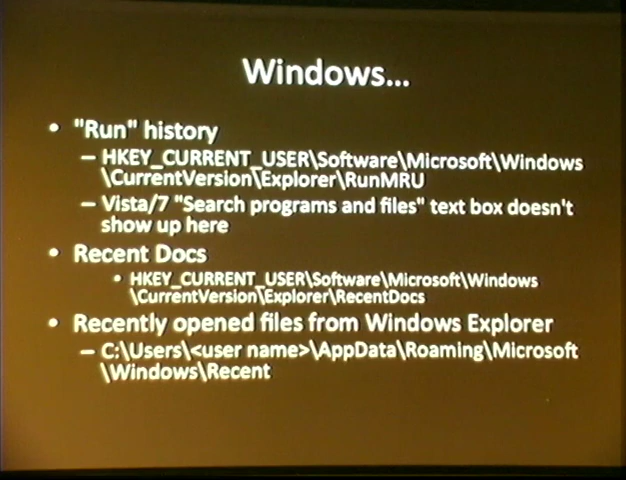 Windows...
• "Run" history
– HKEY_CURRENT_USER\Software\Microsoft\Windows
\CurrentVersion\Explorer\RunMRU
– Vista/7 "Search programs and files" text box doesn't
show up here
• Recent Docs
• HKEY_CURRENT_USER\Software\Microsoft\Windows
\CurrentVersion\Explorer\RecentDocs
• Recently opened files from Windows Explorer
– C:\Users\<user name>\AppData\Roaming\Microsoft
\Windows\Recent